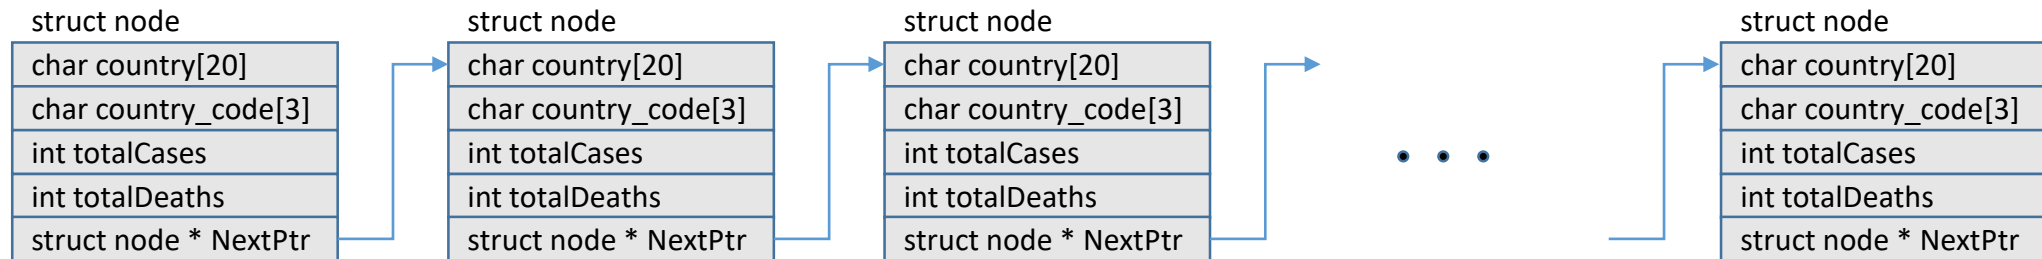 struct node
char country[20]
char country_code[3]
int totalCases
int totalDeaths
struct node * NextPtr
struct node
char country[20]
char country_code[3]
int totalCases
int totalDeaths
struct node * NextPtr
struct node
char country[20]
char country_code[3]
int totalCases
int totalDeaths
struct node * NextPtr
struct node
char country[20]
char country_code[3]
int totalCases
int totalDeaths
struct node * NextPtr